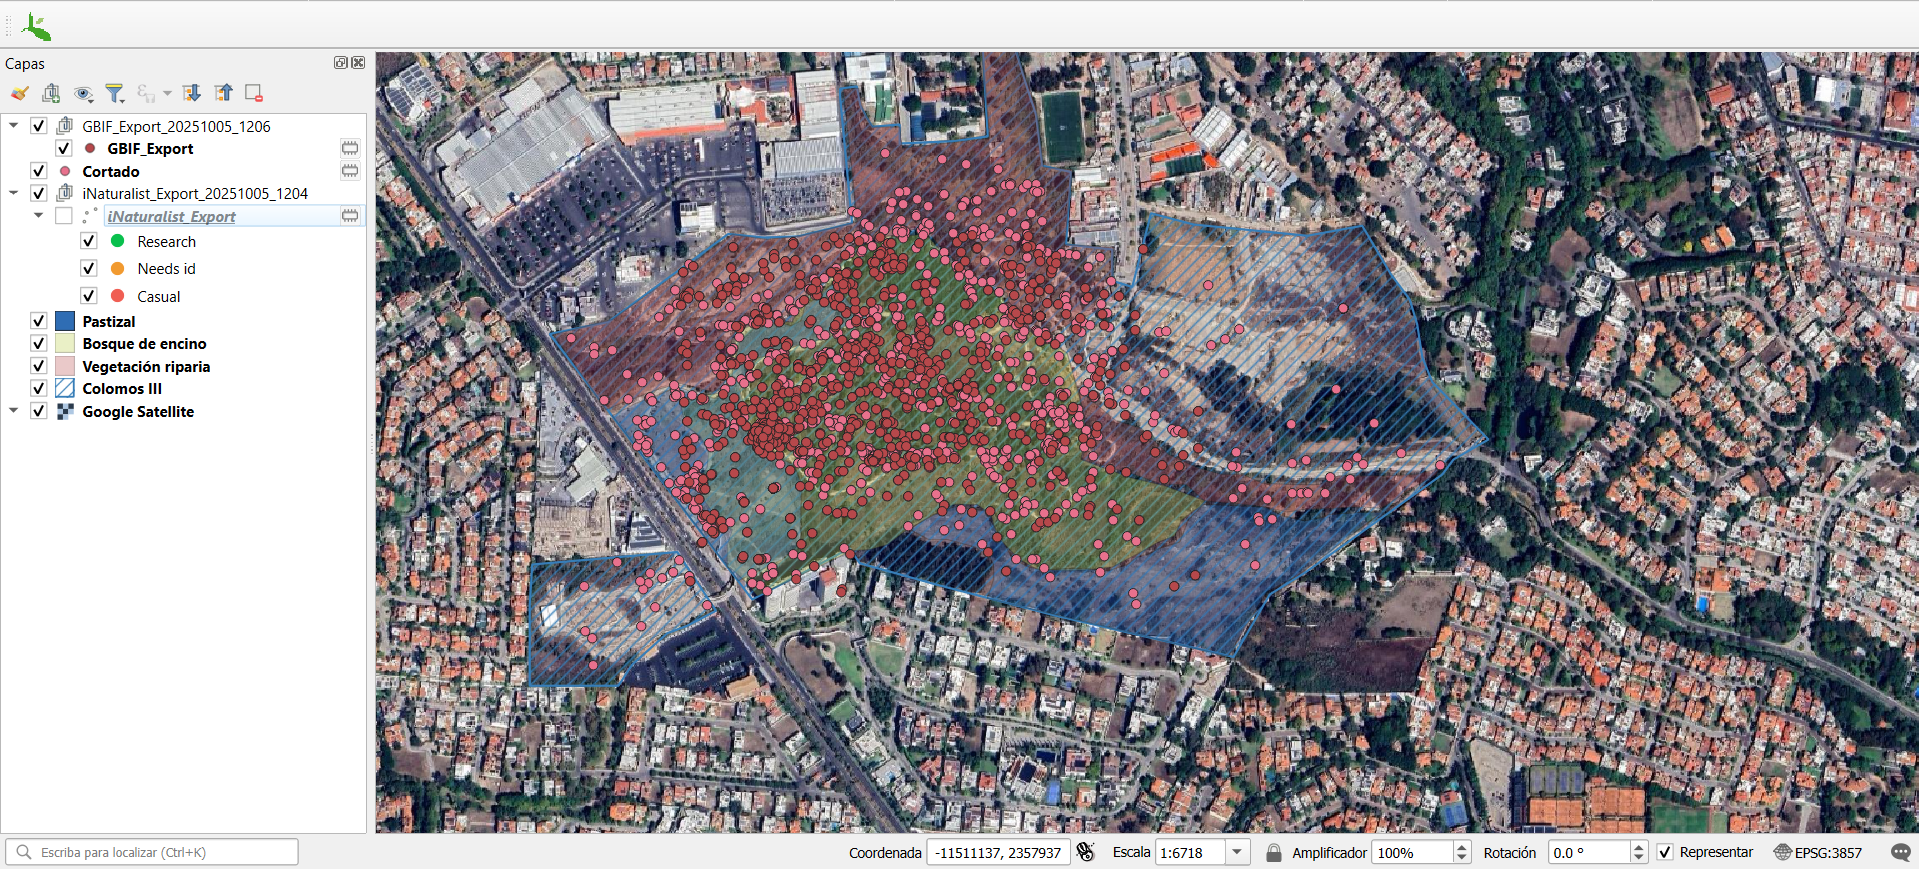 Capas
GBIF_Export_20251005_1206
GBIF_Export
Cortado
iNaturalist_Export_20251005_1204
iNaturalist_Export
Research
Needs id
Casual
Pastizal
Bosque de encino
Vegetación riparia
Colomos III
Google Satellite
Escriba para localizar (Ctrl+K)
Coordenada -11511137, 2357937 Escala 1:6718 Amplificador 100% Rotación 0.0 ° Representar EPSG:3857